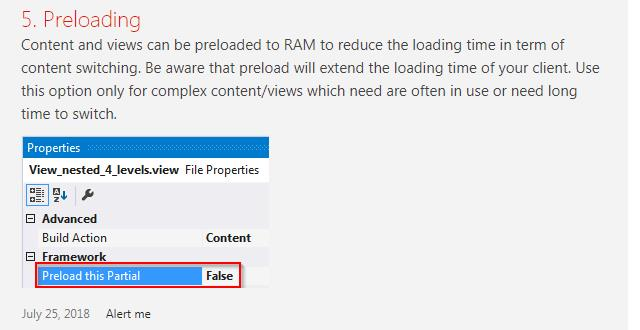 5. Preloading
Content and views can be preloaded to RAM to reduce the loading time in term of
content switching. Be aware that preload will extend the loading time of your client. Use
this option only for complex content/views which need are often in use or need long
time to switch.
Properties
View_nested_4_levels.view File Properties
Advanced
Build Action Content
Framework
Preload this Partial False
July 25, 2018 Alert me